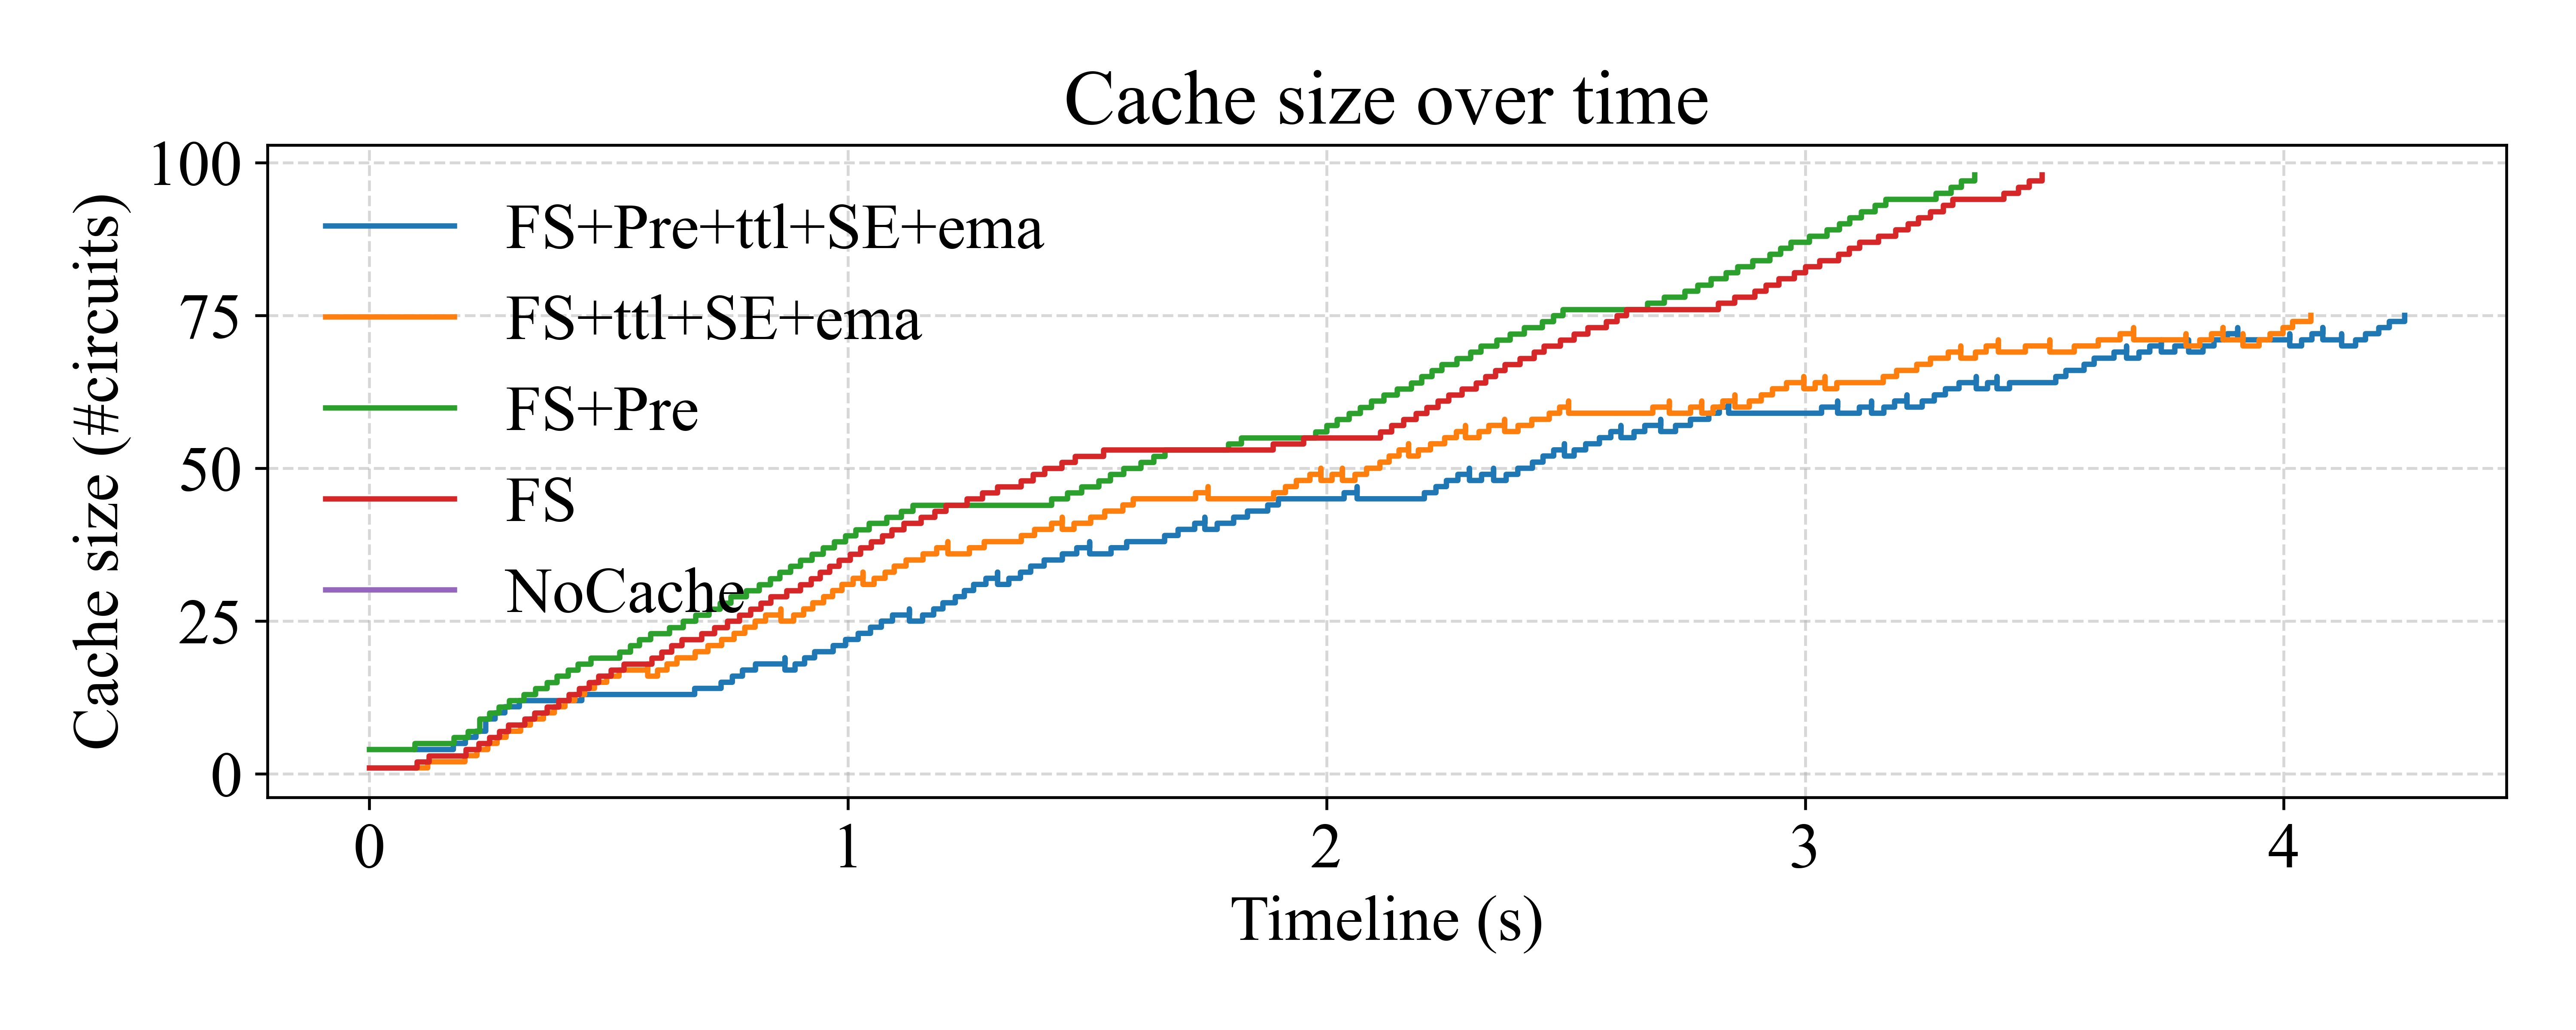 Cache size over time
Cache size (#circuits)
100
75
50
25
0
FS+Pre+ttl+SE+ema
FS+ttl+SE+ema
FS+Pre
FS
NoCache
0 1 2 3 4
Timeline (s)